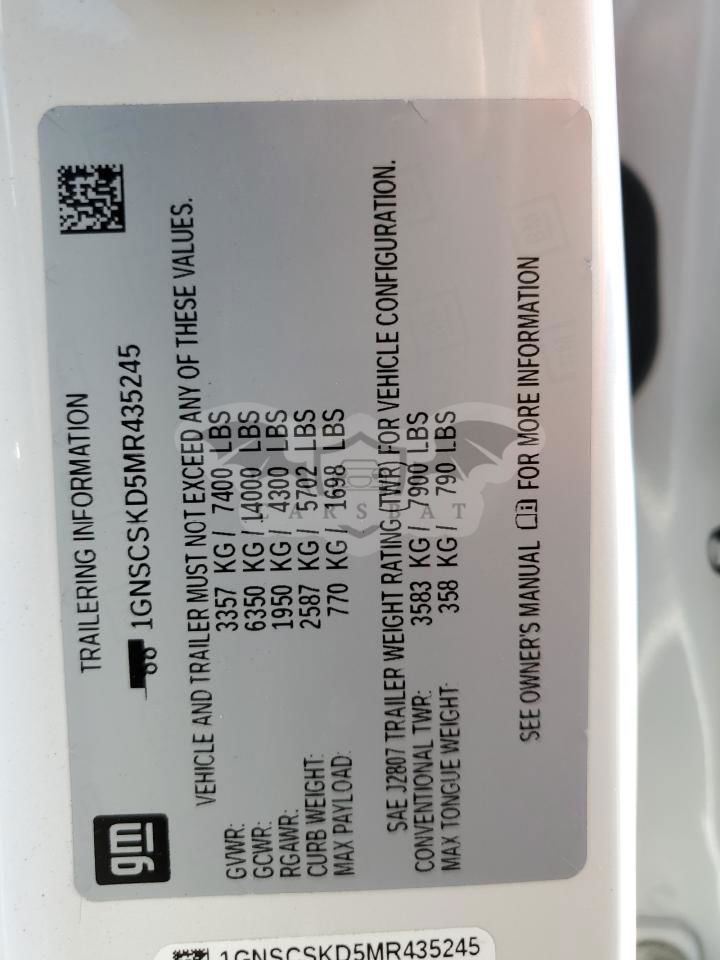 TRAILERING INFORMATION
1GNSCSKD5MR435245
gm
VEHICLE AND TRAILER MUST NOT EXCEED ANY OF THESE VALUES.
GVWR: 3357 KG / 7400 LBS
GCWR: 6350 KG / 14000 LBS
RGAWR: 1950 KG / 4300 LBS
CURB WEIGHT: 2587 KG / 5702 LBS
MAX PAYLOAD: 770 KG / 1698 LBS
SAE J2807 TRAILER WEIGHT RATING (TWR) FOR VEHICLE CONFIGURATION.
CONVENTIONAL TWR: 3583 KG / 7900 LBS
MAX TONGUE WEIGHT: 358 KG / 790 LBS
SEE OWNER'S MANUAL FOR MORE INFORMATION
1GNSCSKD5MR435245
CARSBAT